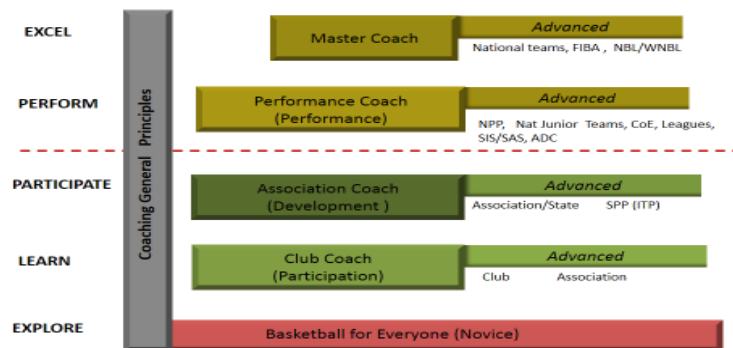 EXCEL
Master Coach
Advanced
National teams, FIBA , NBL/WNBL
PERFORM
Performance Coach
(Performance)
Advanced
NPP, Nat Junior Teams, CoE, Leagues,
SIS/SAS, ADC
PARTICIPATE
Association Coach
(Development )
Advanced
Association/State SPP (ITP)
LEARN
Club Coach
(Participation)
Advanced
Club Association
EXPLORE
Basketball for Everyone (Novice)
Coaching General Principles